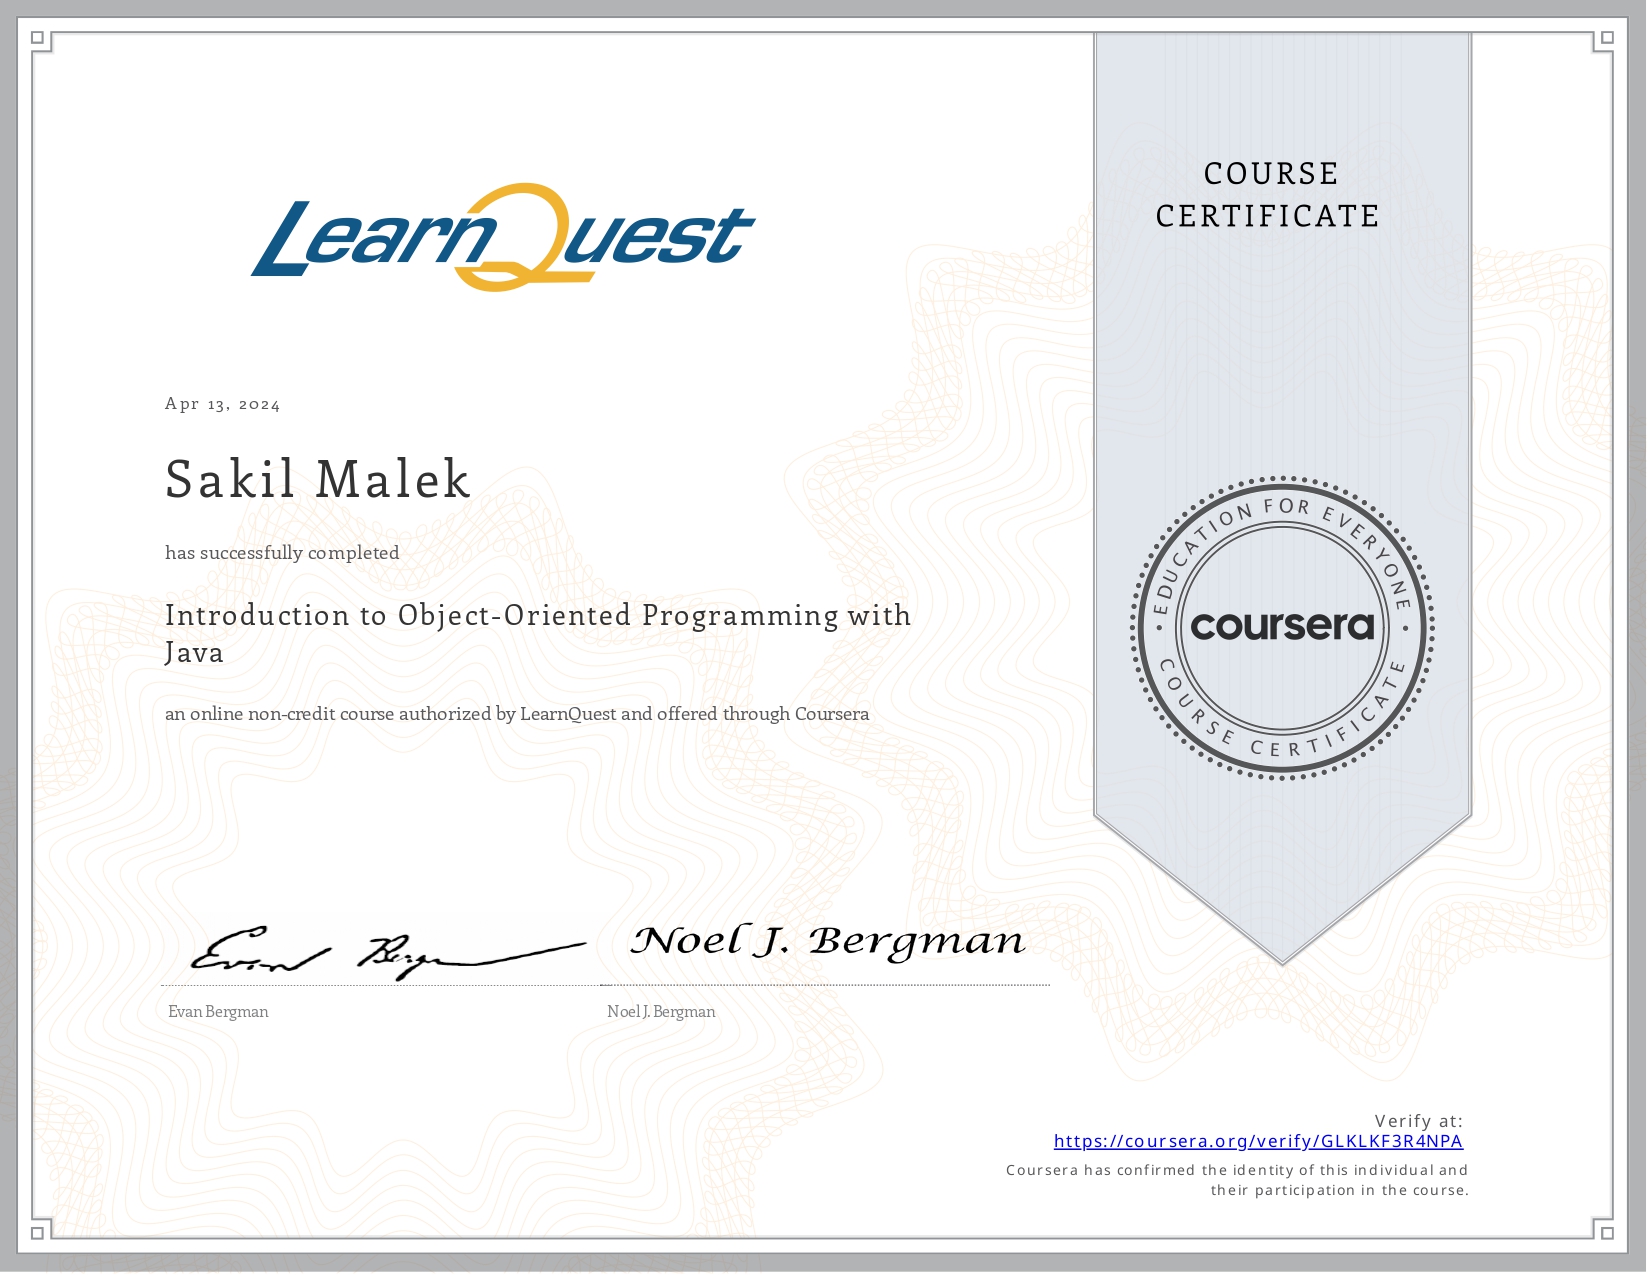 LearnQuest
COURSE
CERTIFICATE
Apr 13, 2024
Sakil Malek
has successfully completed
Introduction to Object-Oriented Programming with
Java
an online non-credit course authorized by LearnQuest and offered through Coursera
EDUCATION FOR EVERYONE
coursera
COURSE CERTIFICATE
Evan Bergman
Noel J. Bergman
Evan Bergman
Noel J. Bergman
Verify at:
https://coursera.org/verify/GLKLKF3R4NPA
Coursera has confirmed the identity of this individual and
their participation in the course.